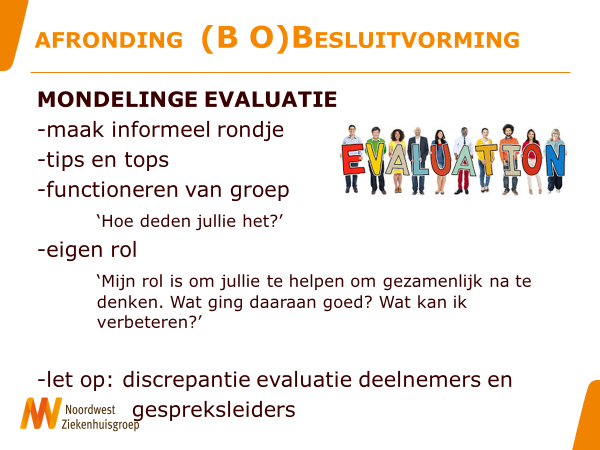 AFRONDING (B O)BESLUITVORMING
MONDELINGE EVALUATIE
-maak informeel rondje
-tips en tops
-functioneren van groep
‘Hoe deden jullie het?’
EVALUATION
-eigen rol
‘Mijn rol is om jullie te helpen om gezamenlijk na te
denken. Wat ging daaraan goed? Wat kan ik
verbeteren?’
-let op: discrepantie evaluatie deelnemers en
gespreksleiders
Noordwest
Ziekenhuisgroep